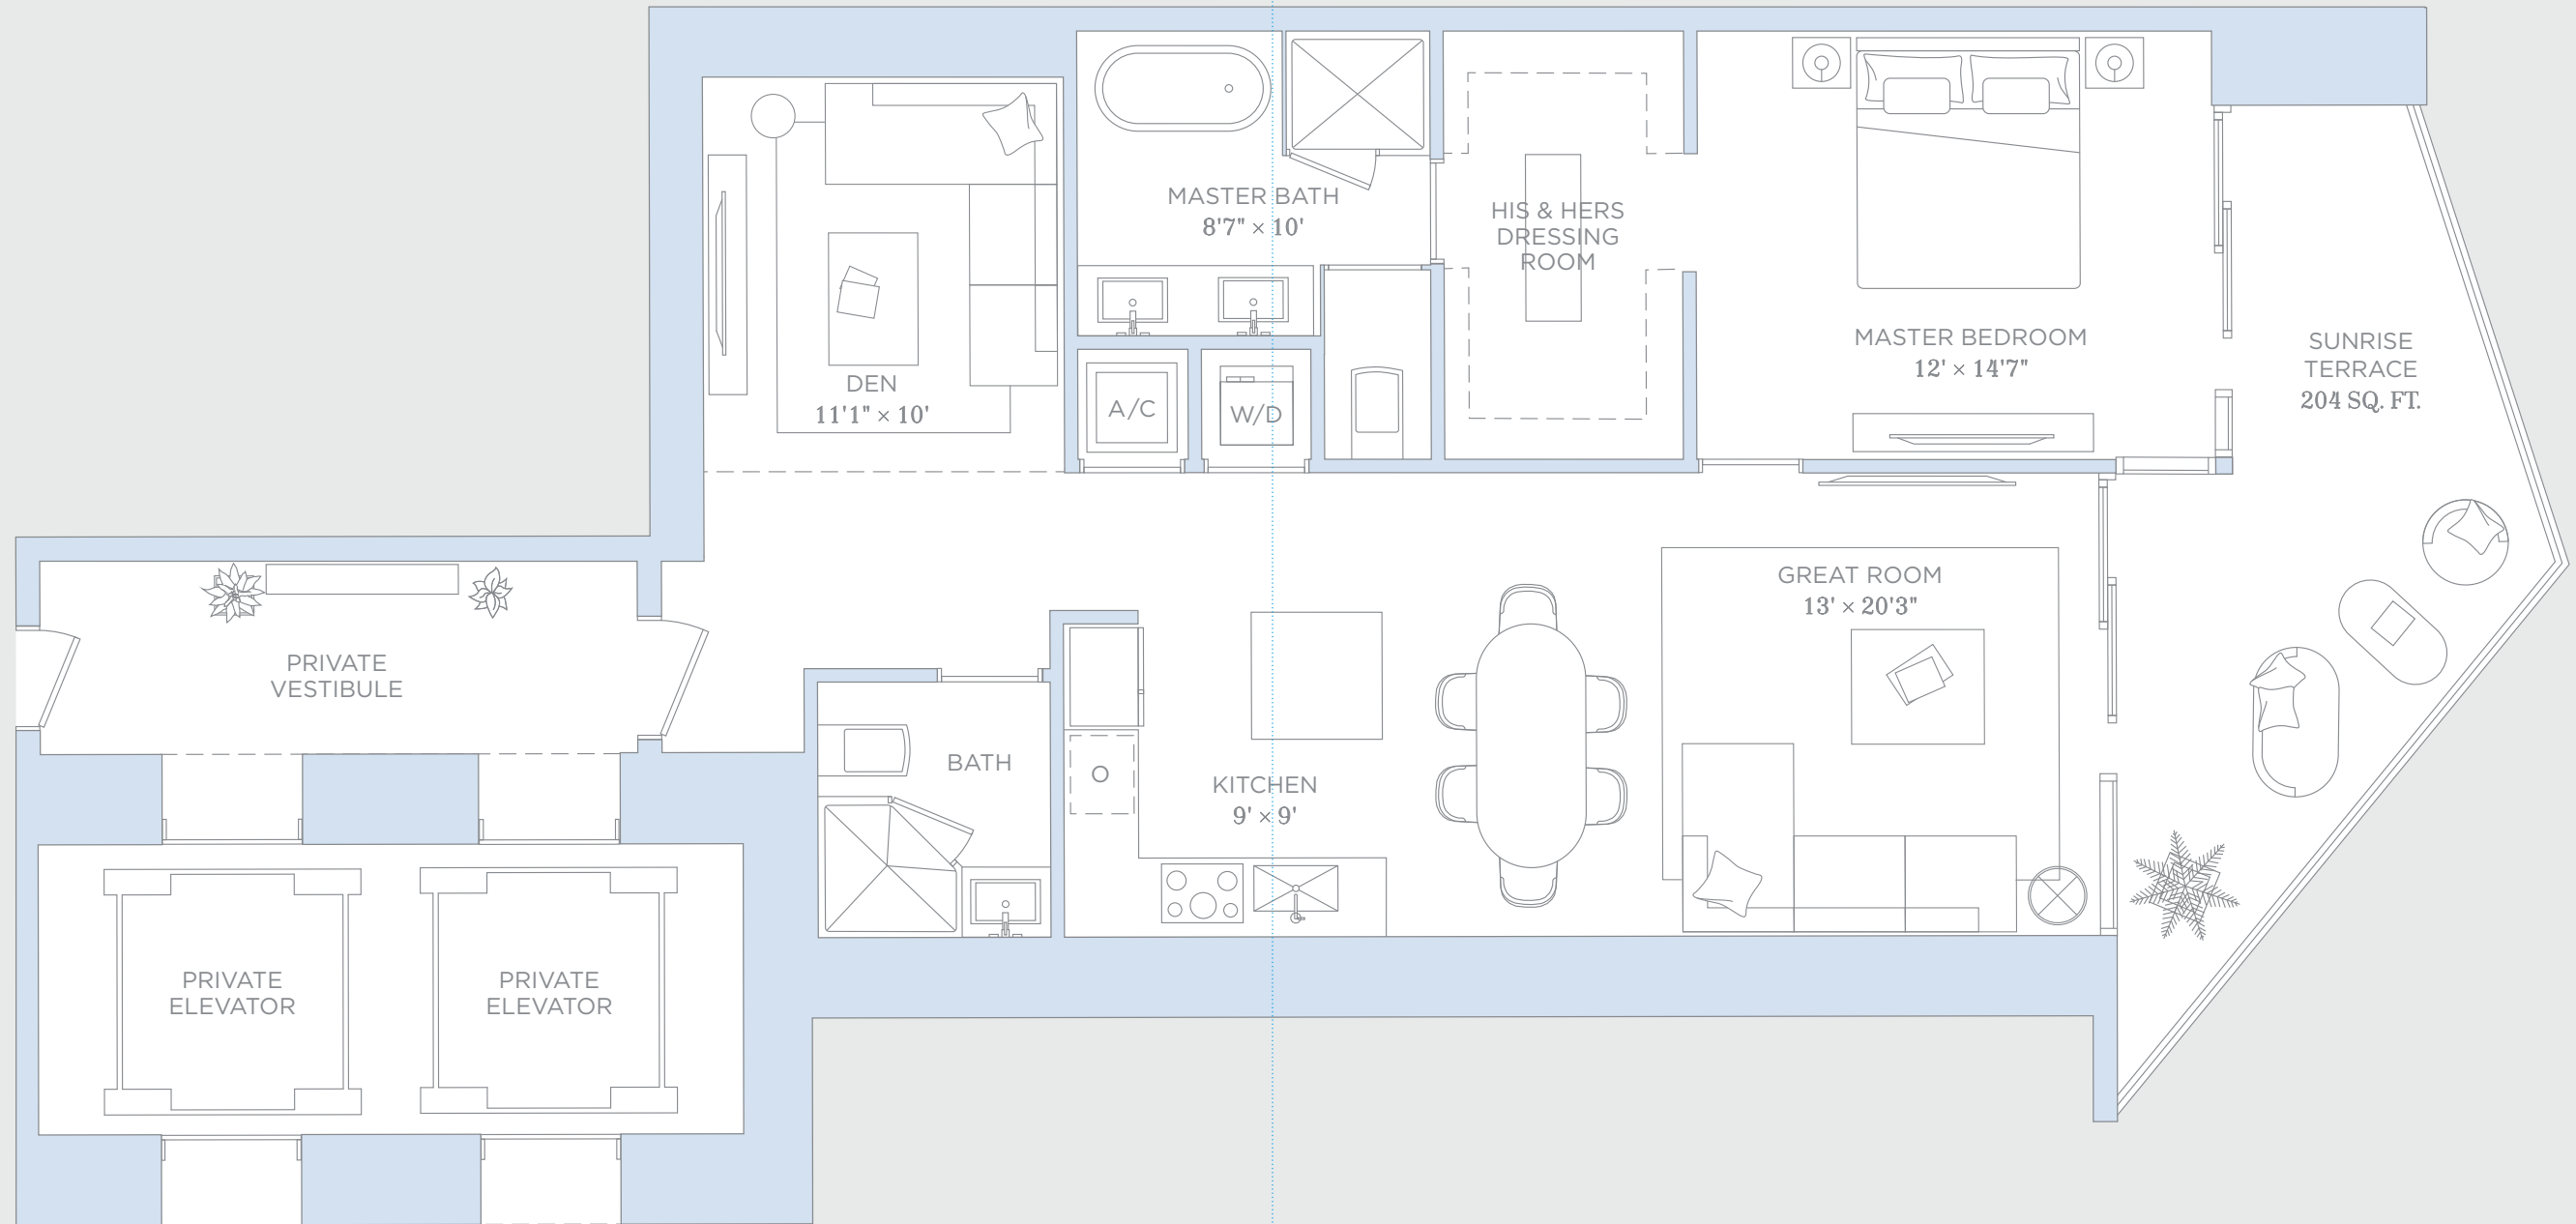 MASTER BATH
8'7" × 10'
HIS & HERS
DRESSING
ROOM
MASTER BEDROOM
12' × 14'7"
SUNRISE
TERRACE
204 SQ. FT.
DEN
11'1" × 10'
A/C
W/D
GREAT ROOM
13' × 20'3"
PRIVATE
VESTIBULE
BATH
KITCHEN
9' × 9'
PRIVATE
ELEVATOR
PRIVATE
ELEVATOR